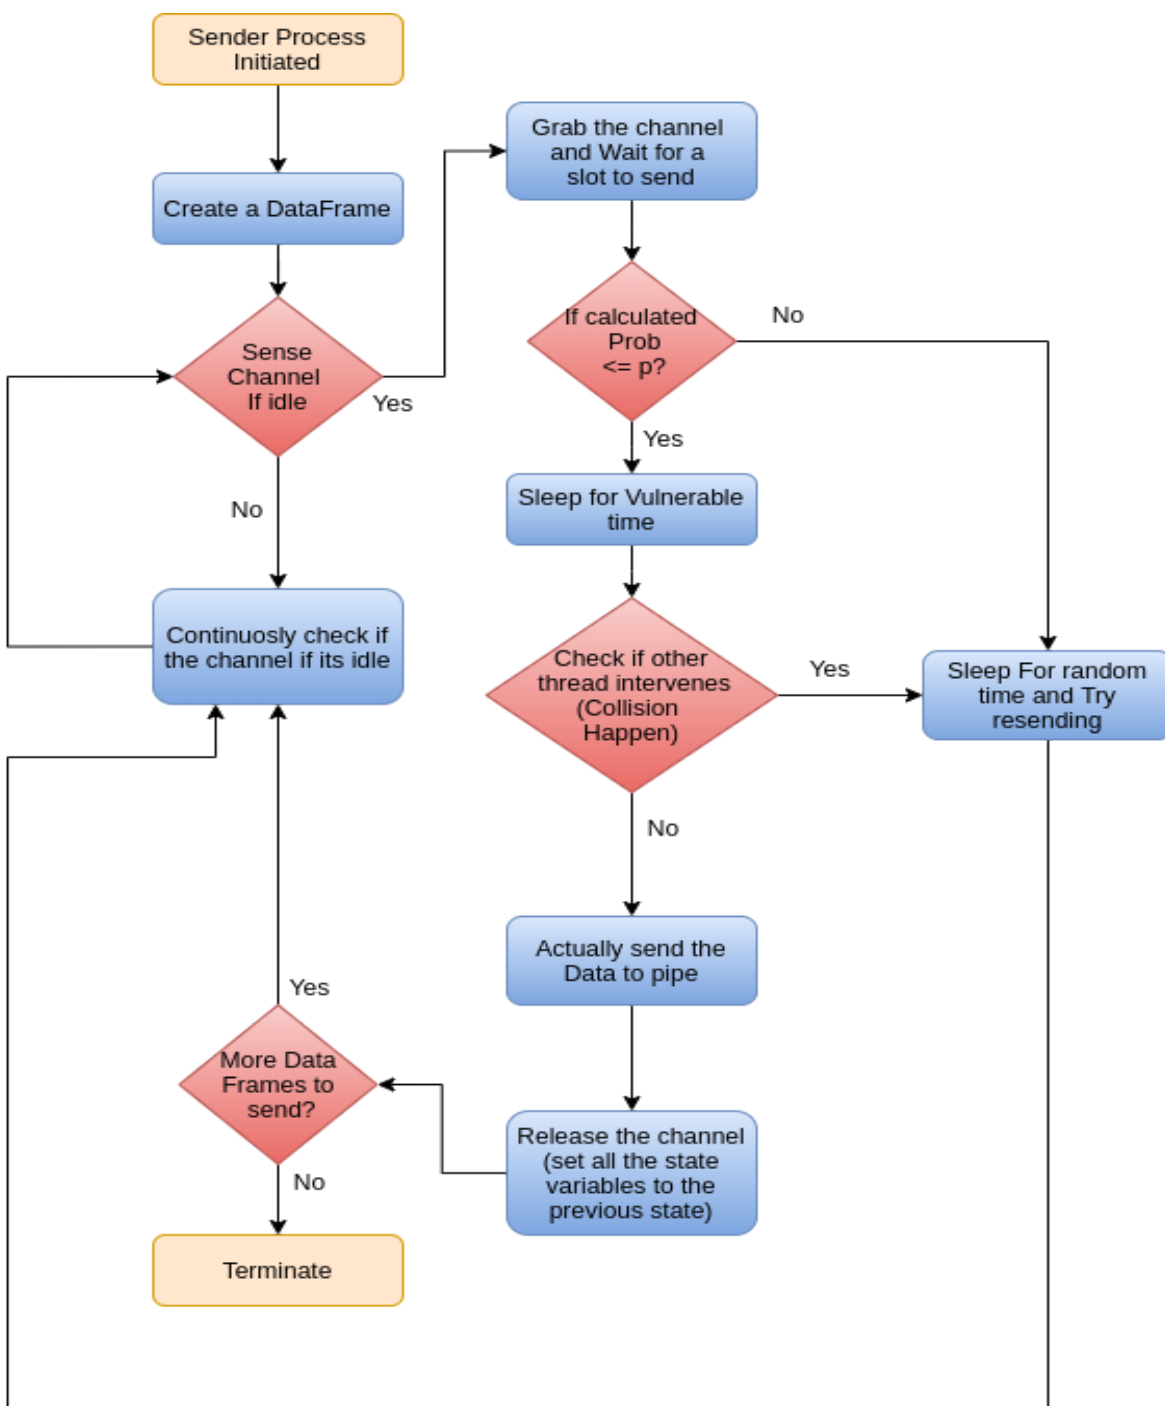 Sender Process
Initiated
Create a DataFrame
Sense
Channel
If idle
Yes
No
Continuosly check if
the channel if its idle
Grab the channel
and Wait for a
slot to send
If calculated
Prob
<= p?
No
Yes
Sleep for Vulnerable
time
Check if other
thread intervenes
(Collision
Happen)
Yes
Sleep For random
time and Try
resending
No
Actually send the
Data to pipe
Release the channel
(set all the state
variables to the
previous state)
Yes
More Data
Frames to
send?
No
Terminate